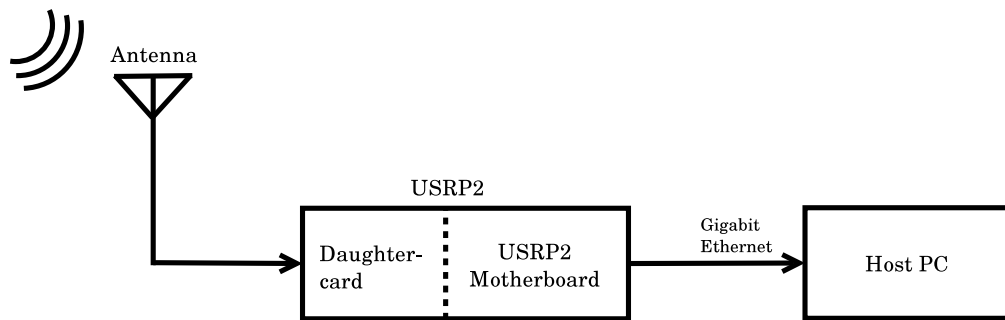 Antenna
USRP2
Daughter-
card
USRP2
Motherboard
Gigabit
Ethernet
Host PC